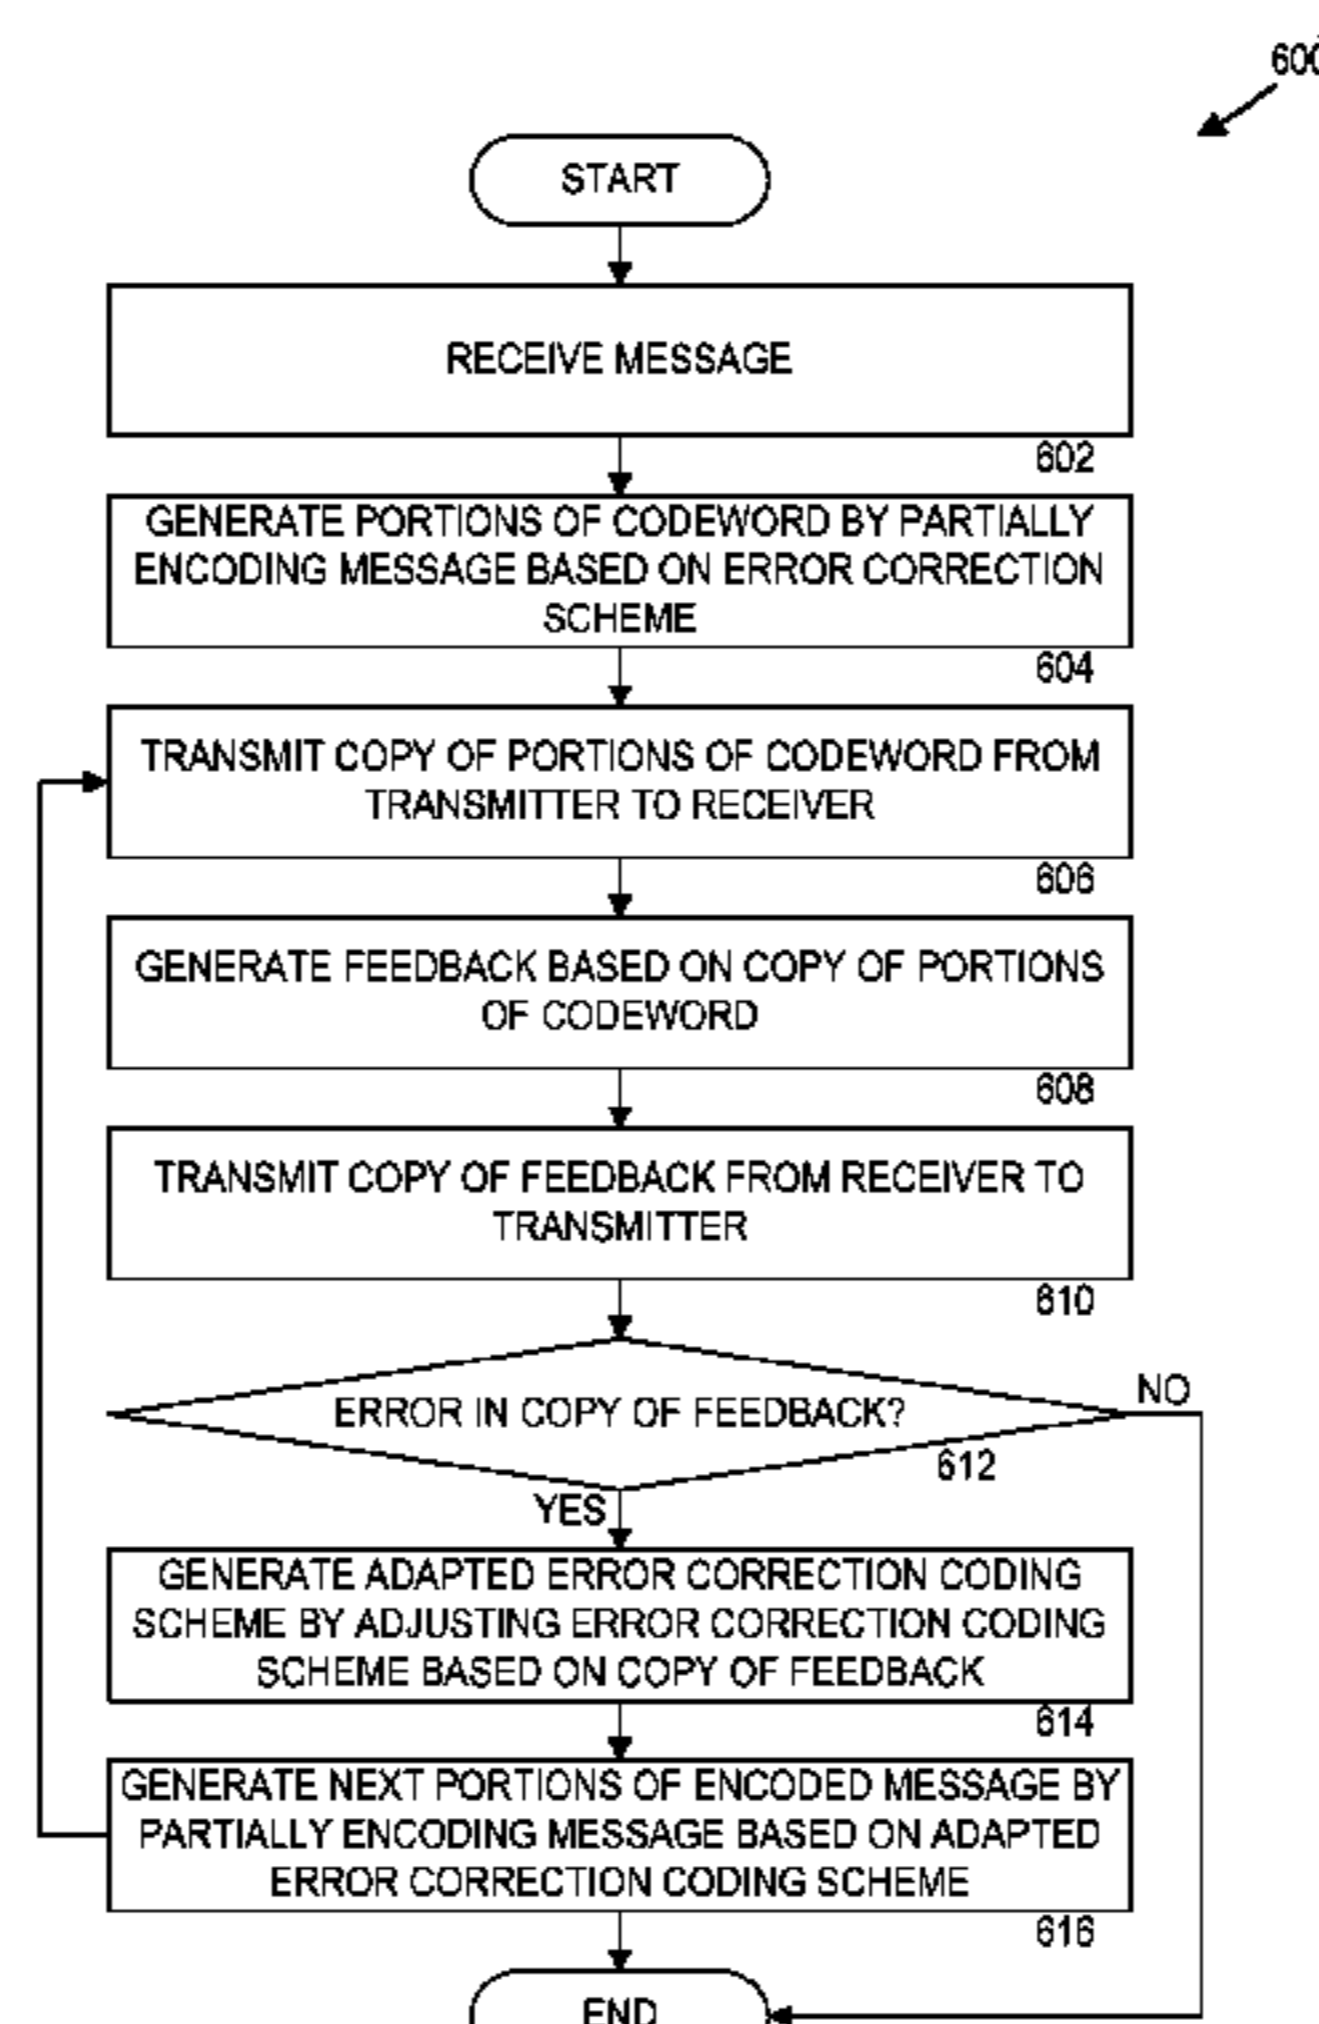 600
START
RECEIVE MESSAGE
602
GENERATE PORTIONS OF CODEWORD BY PARTIALLY
ENCODING MESSAGE BASED ON ERROR CORRECTION
SCHEME
604
TRANSMIT COPY OF PORTIONS OF CODEWORD FROM
TRANSMITTER TO RECEIVER
606
GENERATE FEEDBACK BASED ON COPY OF PORTIONS
OF CODEWORD
608
TRANSMIT COPY OF FEEDBACK FROM RECEIVER TO
TRANSMITTER
610
ERROR IN COPY OF FEEDBACK?
NO
612
YES
GENERATE ADAPTED ERROR CORRECTION CODING
SCHEME BY ADJUSTING ERROR CORRECTION CODING
SCHEME BASED ON COPY OF FEEDBACK
614
GENERATE NEXT PORTIONS OF ENCODED MESSAGE BY
PARTIALLY ENCODING MESSAGE BASED ON ADAPTED
ERROR CORRECTION CODING SCHEME
616
END